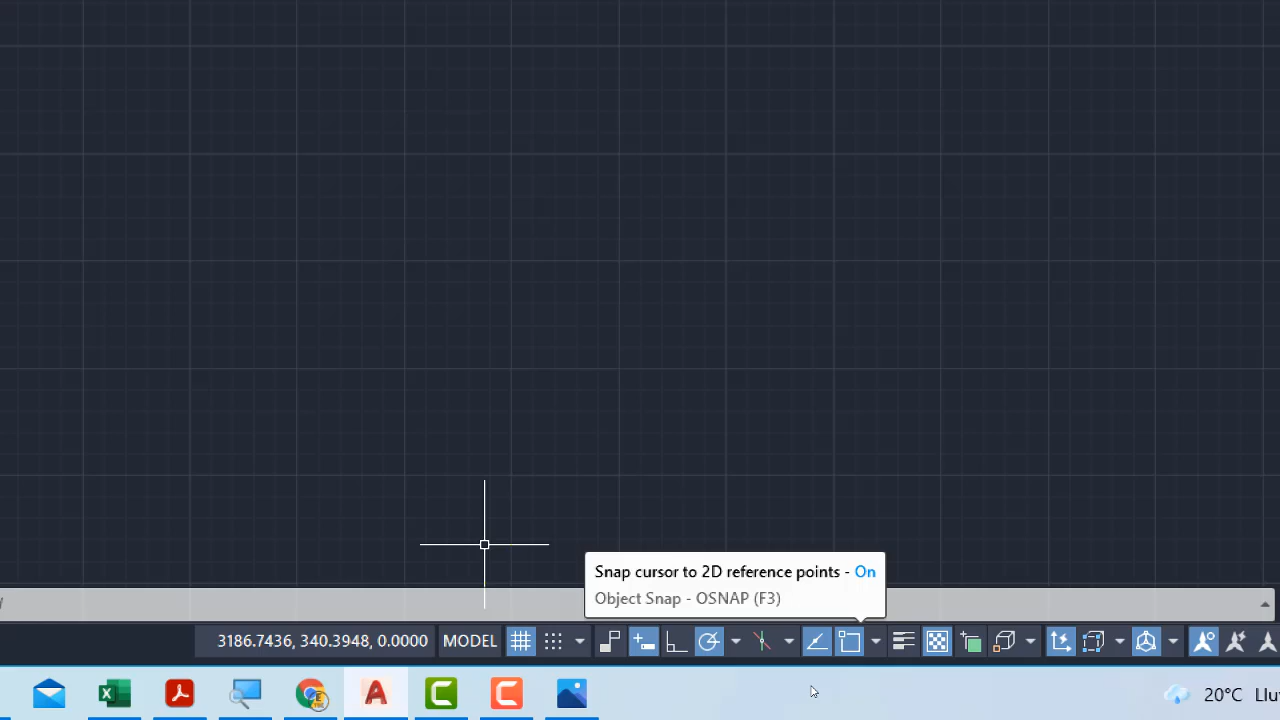 Snap cursor to 2D reference points - On
Object Snap - OSNAP (F3)
3186.7436, 340.3948, 0.0000 MODEL
20°C Lluv